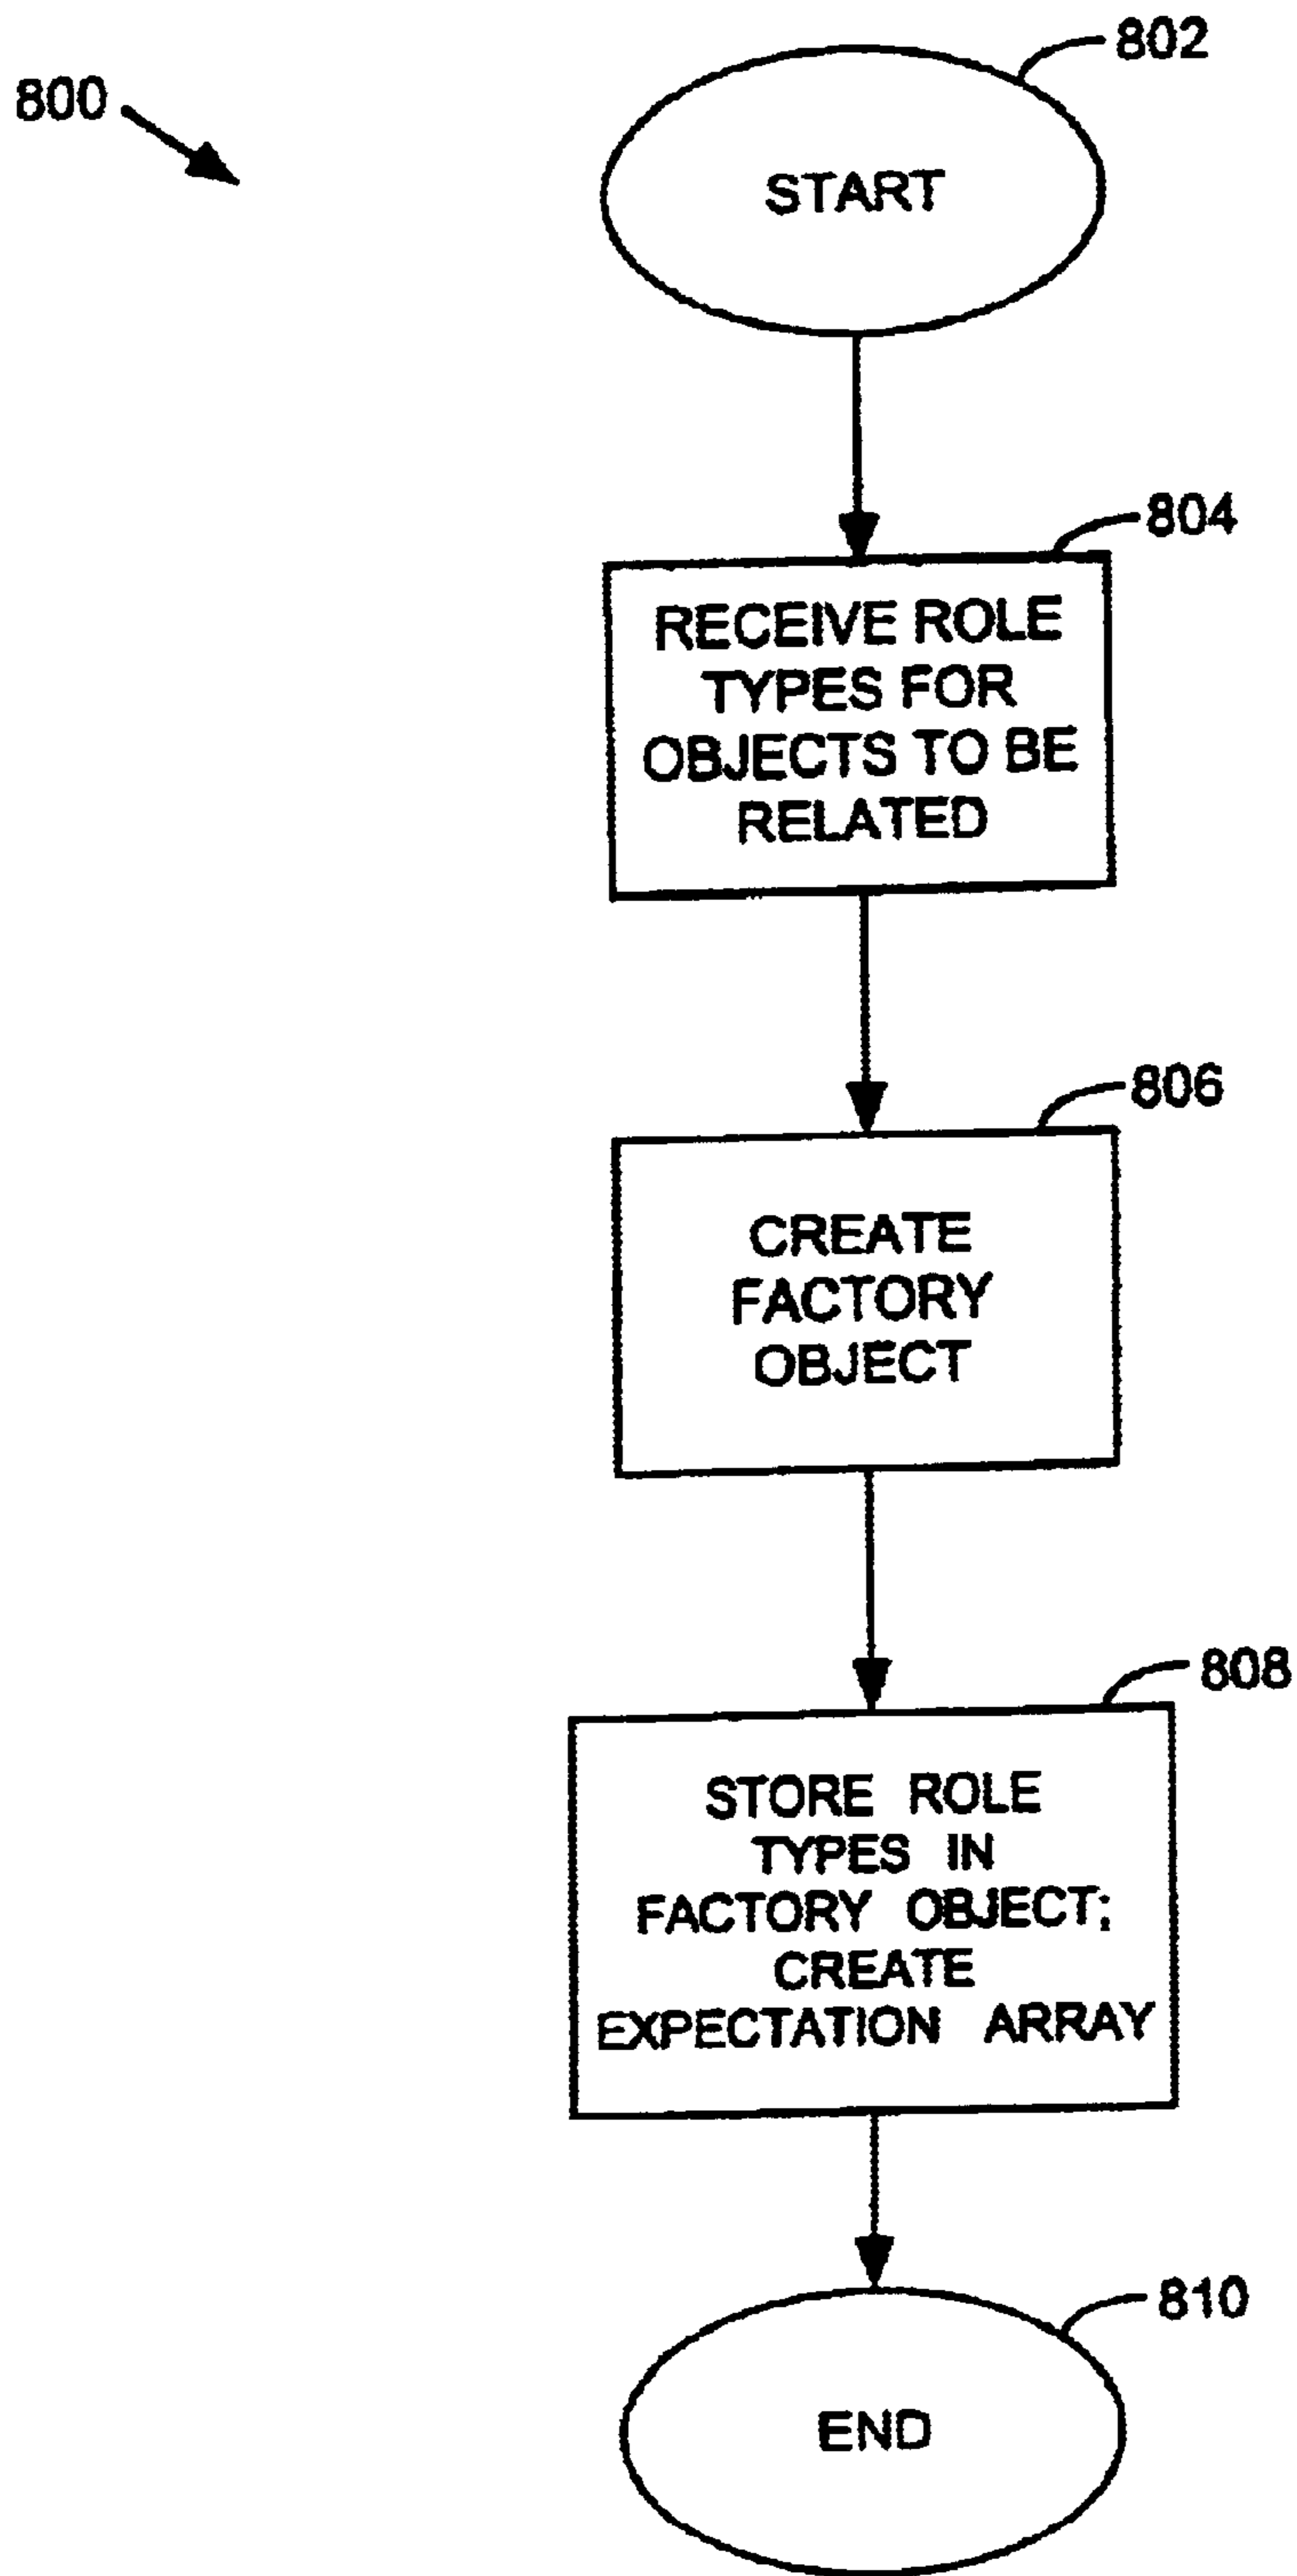 802
800
START
804
RECEIVE ROLE
TYPES FOR
OBJECTS TO BE
RELATED
806
CREATE
FACTORY
OBJECT
808
STORE ROLE
TYPES IN
FACTORY OBJECT;
CREATE
EXPECTATION ARRAY
810
END